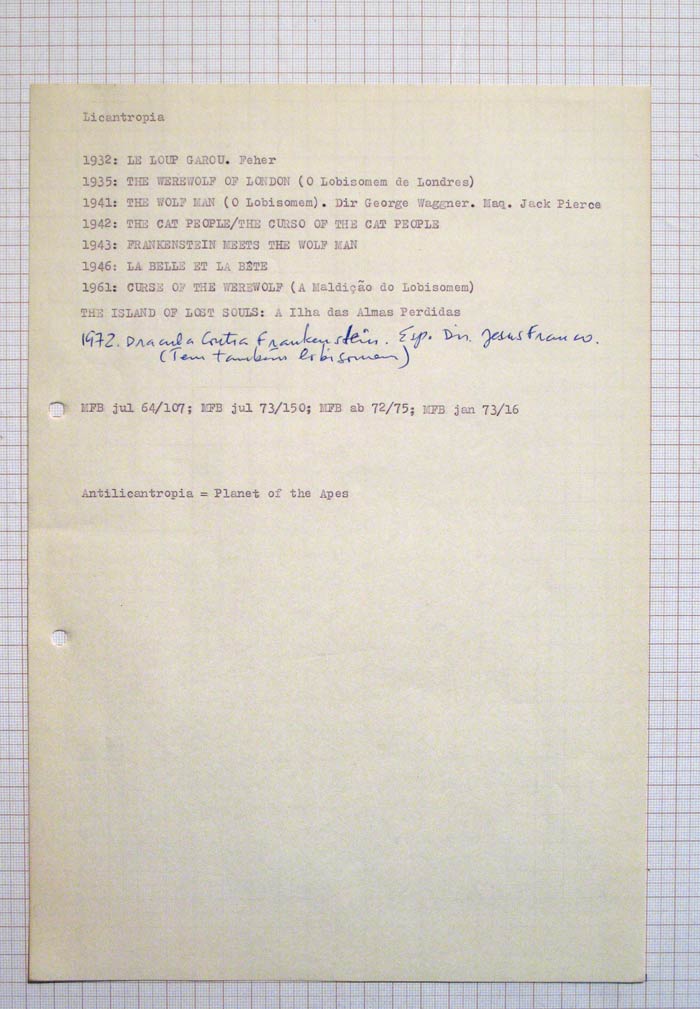 Licantropia
1932: LE LOUP GAROU. Feher
1935: THE WEREWOLF OF LONDON (O Lobisomem de Londres)
1941: THE WOLF MAN (O Lobisomem). Dir George Waggner. Maq. Jack Pierce
1942: THE CAT PEOPLE/THE CURSO OF THE CAT PEOPLE
1943: FRANKENSTEIN MEETS THE WOLF MAN
1946: LA BELLE ET LA BÊTE
1961: CURSE OF THE WEREWOLF (A Maldição do Lobisomem)
THE ISLAND OF LOST SOULS: A Ilha das Almas Perdidas
1972. Dracula Contra Frankenstein. Esp. Dir. Jesus Franco.
(Tem também lobisomem)
MFB jul 64/107; MFB jul 73/150; MFB ab 72/75; MFB jan 73/16
Antilicantropia = Planet of the Apes